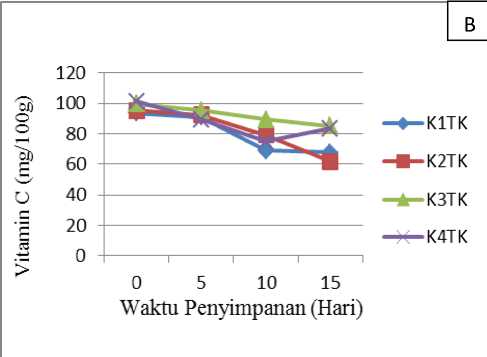 B
120
100
80
60
40
20
0
Vitamin C (mg/100g)
0 5 10 15
Waktu Penyimpanan (Hari)
K1TK
K2TK
K3TK
K4TK